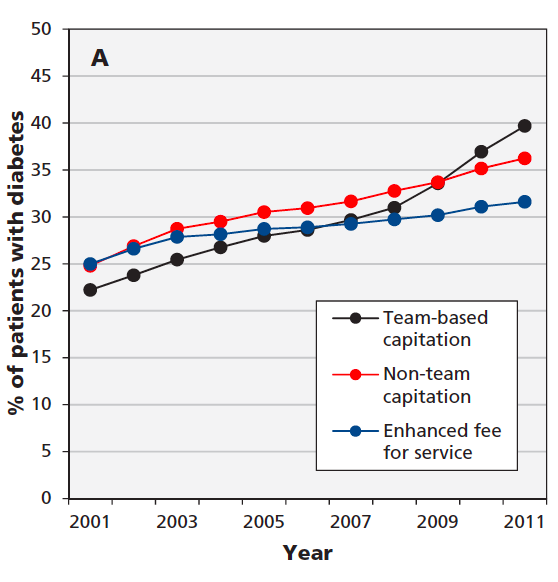 A
50
45
40
35
30
25
20
15
10
5
0
% of patients with diabetes
Team-based
capitation
Non-team
capitation
Enhanced fee
for service
2001 2003 2005 2007 2009 2011
Year